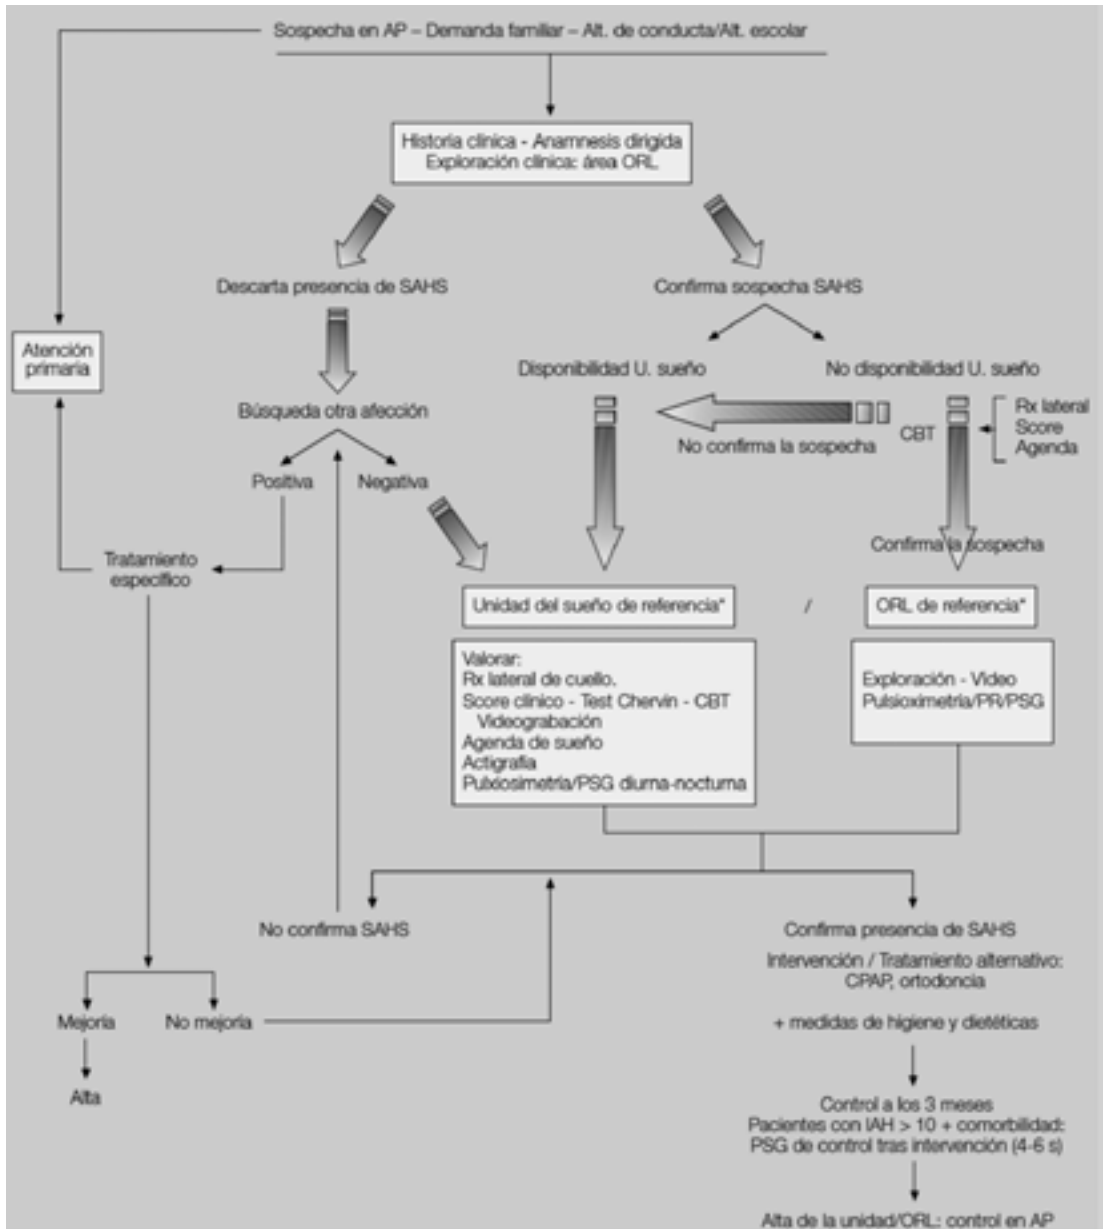 Sospecha en AP – Demanda familiar – Alt. de conducta/Alt. escolar
Historia clínica - Anamnesis dirigida
Exploración clínica: área ORL
Descarta presencia de SAHS
Confirma sospecha SAHS
Atención
primaria
Disponibilidad U. sueño
No disponibilidad U. sueño
Búsqueda otra afección
No confirma la sospecha
CBT
Rx lateral
Score
Agenda
Positiva
Negativa
Confirma la sospecha
Tratamiento
específico
Unidad del sueño de referencia*
/
ORL de referencia*
Valorar:
Rx lateral de cuello.
Score clínico - Test Chervin - CBT
Videograbación
Agenda de sueño
Actigrafía
Pulxiosimetría/PSG diurna-nocturna
Exploración - Video
Pulsioximetría/PR/PSG
No confirma SAHS
Confirma presencia de SAHS
Intervención / Tratamiento alternativo:
CPAP, ortodoncia
+ medidas de higiene y dietéticas
Mejoría
No mejoría
Alta
Control a los 3 meses
Pacientes con IAH > 10 + comorbilidad:
PSG de control tras intervención (4-6 s)
Alta de la unidad/ORL: control en AP